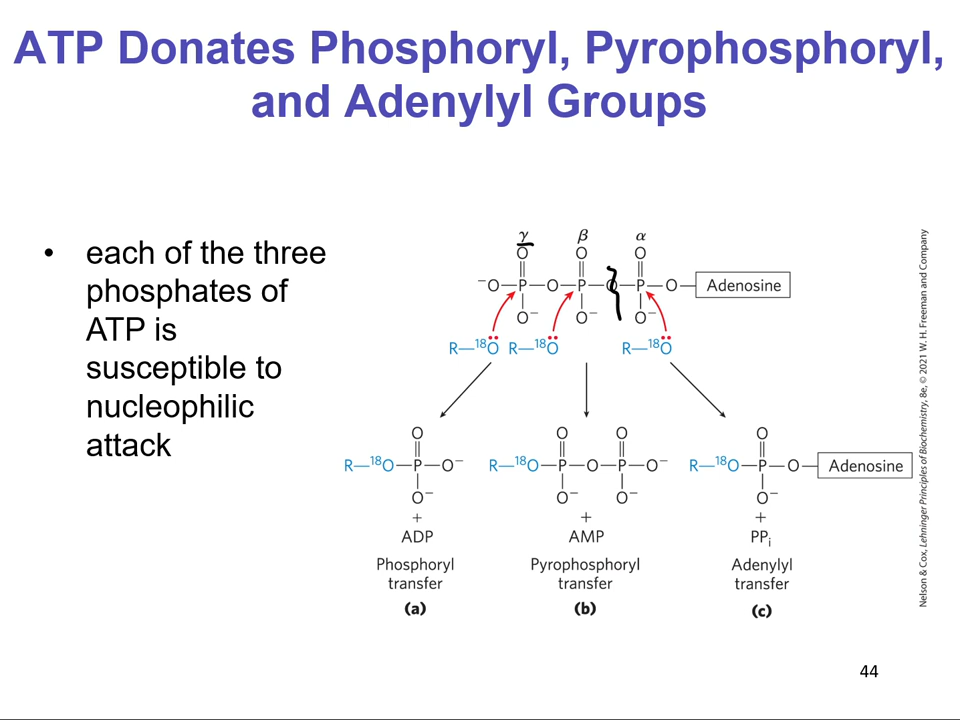 ATP Donates Phosphoryl, Pyrophosphoryl,
and Adenylyl Groups
• each of the three
phosphates of
ATP is
susceptible to
nucleophilic
attack
γ β α
O O O
⁻O—P—O—P—O—P—O—Adenosine
O⁻ O⁻ O⁻
R—¹⁸O R—¹⁸O R—¹⁸O
O O O O
R—¹⁸O—P—O⁻ R—¹⁸O—P—O—P—O⁻ R—¹⁸O—P—O—Adenosine
O⁻ O⁻ O⁻ O⁻
+ + +
ADP AMP PPᵢ
Phosphoryl Pyrophosphoryl Adenylyl
transfer transfer transfer
(a) (b) (c)
Nelson & Cox, Lehninger Principles of Biochemistry, 8e, © 2021 W. H. Freeman and Company
44